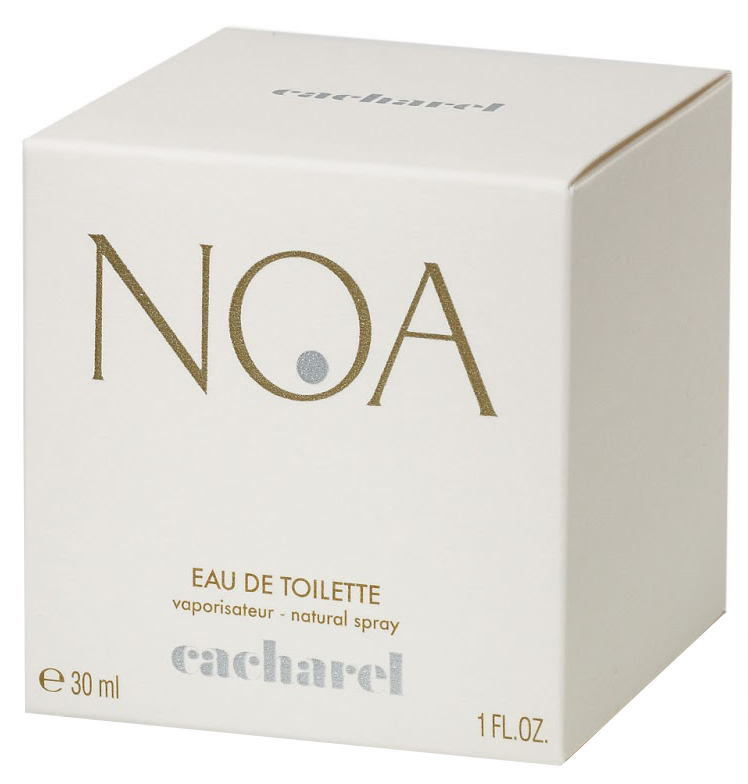 cacharel
NOA
EAU DE TOILETTE
vaporisateur - natural spray
cacharel
℮ 30 ml
1 FL.OZ.